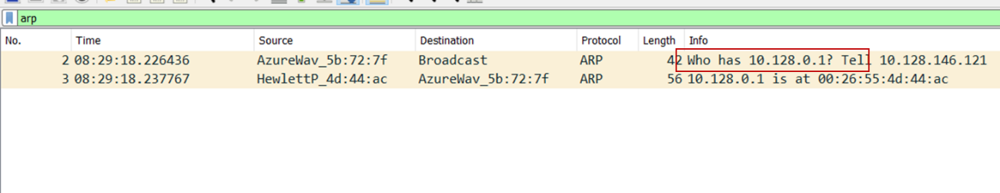 arp
No. Time Source Destination Protocol Length Info
2 08:29:18.226436 AzureWav_5b:72:7f Broadcast ARP 42 Who has 10.128.0.1? Tell 10.128.146.121
3 08:29:18.237767 HewlettP_4d:44:ac AzureWav_5b:72:7f ARP 56 10.128.0.1 is at 00:26:55:4d:44:ac